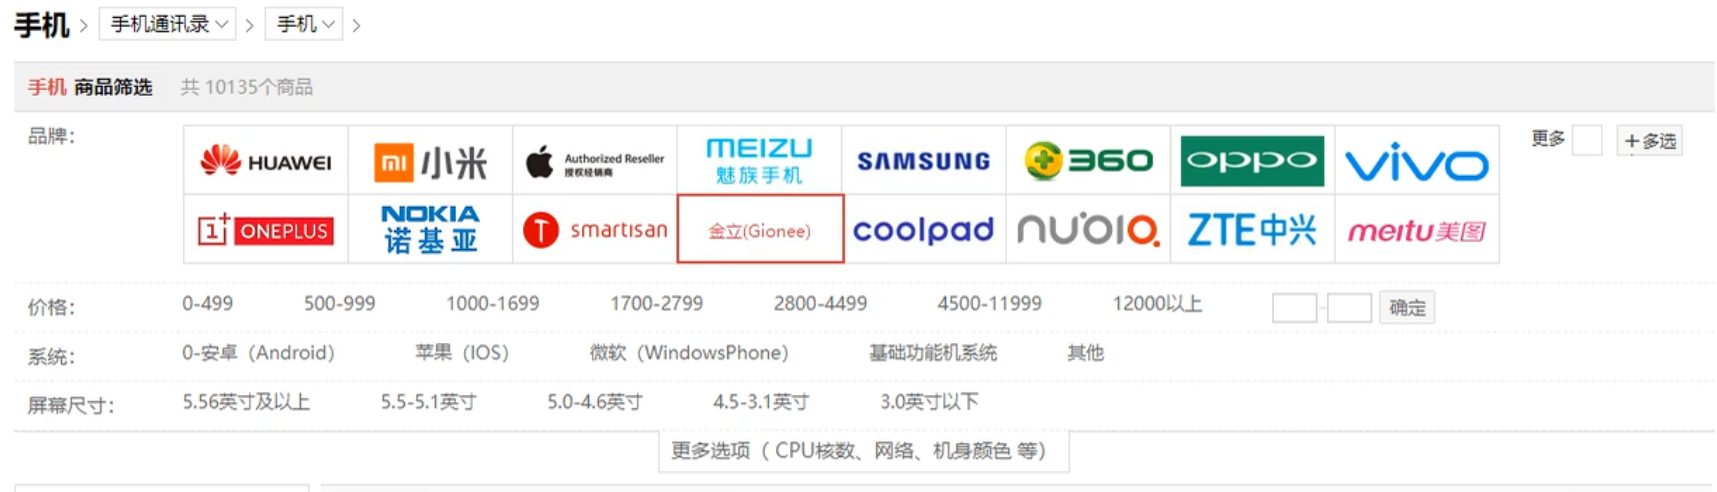 手机 > 手机通讯录 > 手机 >
手机 商品筛选 共 10135个商品
品牌: HUAWEI mi 小米 Authorized Reseller 授权经销商 MEIZU 魅族手机 SAMSUNG 360 OPPO vivo 更多 +多选
1+ ONEPLUS NOKIA 诺基亚 T smartisan 金立(Gionee) coolpad nubia ZTE中兴 meitu美图
价格: 0-499 500-999 1000-1699 1700-2799 2800-4499 4500-11999 12000以上 - 确定
系统: 0-安卓（Android） 苹果（IOS） 微软（WindowsPhone） 基础功能机系统 其他
屏幕尺寸: 5.56英寸及以上 5.5-5.1英寸 5.0-4.6英寸 4.5-3.1英寸 3.0英寸以下
更多选项（ CPU核数、网络、机身颜色 等）